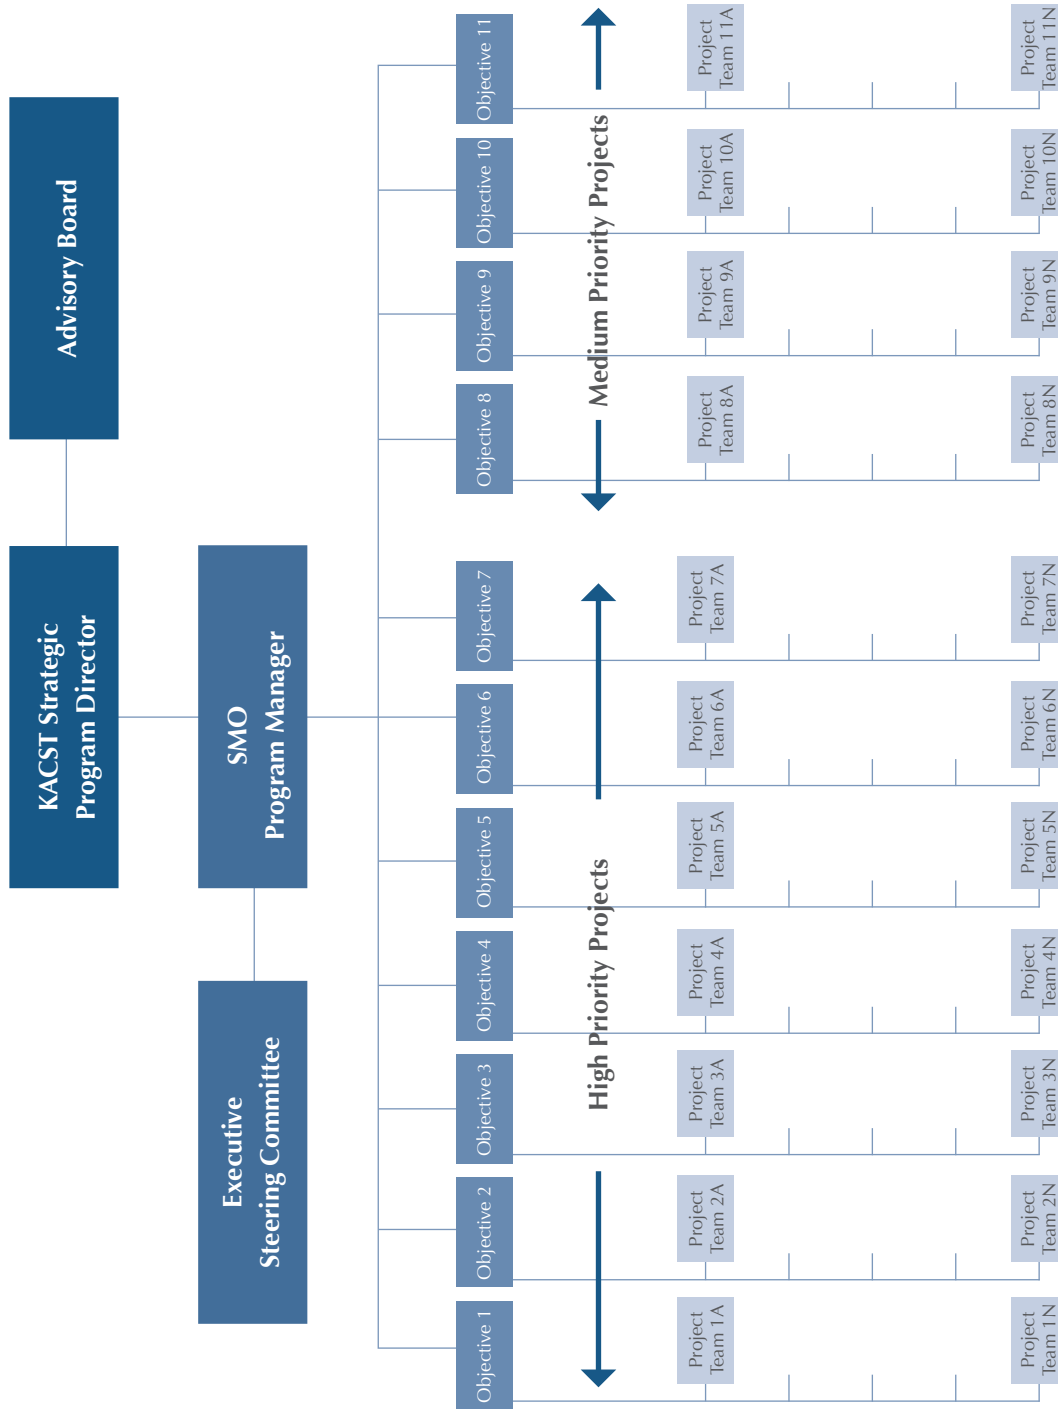 KACST Strategic
Program Director
Advisory Board
Executive
Steering Committee
SMO
Program Manager
Objective 1
Objective 2
Objective 3
Objective 4
Objective 5
Objective 6
Objective 7
Objective 8
Objective 9
Objective 10
Objective 11
High Priority Projects
Medium Priority Projects
Project
Team 1A
Project
Team 2A
Project
Team 3A
Project
Team 4A
Project
Team 5A
Project
Team 6A
Project
Team 7A
Project
Team 8A
Project
Team 9A
Project
Team 10A
Project
Team 11A
Project
Team 1N
Project
Team 2N
Project
Team 3N
Project
Team 4N
Project
Team 5N
Project
Team 6N
Project
Team 7N
Project
Team 8N
Project
Team 9N
Project
Team 10N
Project
Team 11N